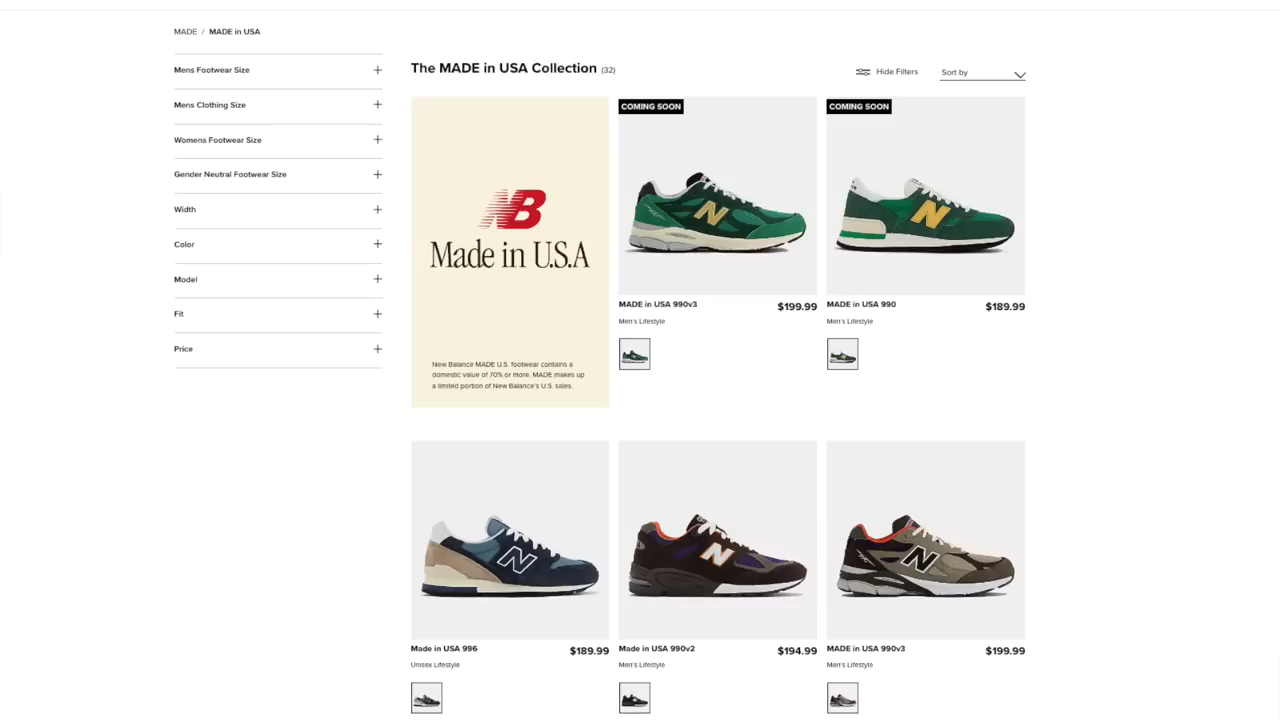 MADE / MADE in USA
Mens Footwear Size
Mens Clothing Size
Womens Footwear Size
Gender Neutral Footwear Size
Width
Color
Model
Fit
Price
The MADE in USA Collection (32)
Hide Filters
Sort by
NB
Made in U.S.A
New Balance MADE U.S. footwear contains a
domestic value of 70% or more. MADE makes up
a limited portion of New Balance's U.S. sales.
COMING SOON
N
MADE in USA 990v3 $199.99
Men's Lifestyle
COMING SOON
N
MADE in USA 990 $189.99
Men's Lifestyle
N
Made in USA 996 $189.99
Unisex Lifestyle
N
Made in USA 990v2 $194.99
Men's Lifestyle
N
MADE in USA 990v3 $199.99
Men's Lifestyle